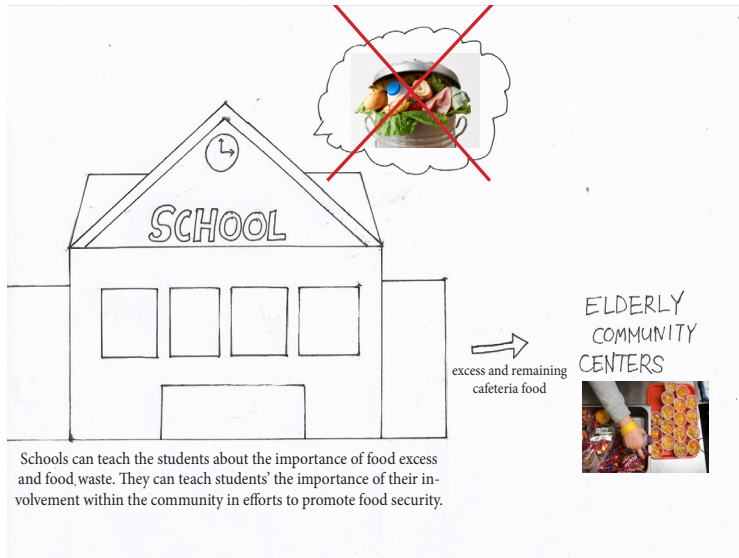 SCHOOL
ELDERLY
COMMUNITY
CENTERS
excess and remaining
cafeteria food
Schools can teach the students about the importance of food excess
and food waste. They can teach students' the importance of their in-
volvement within the community in efforts to promote food security.